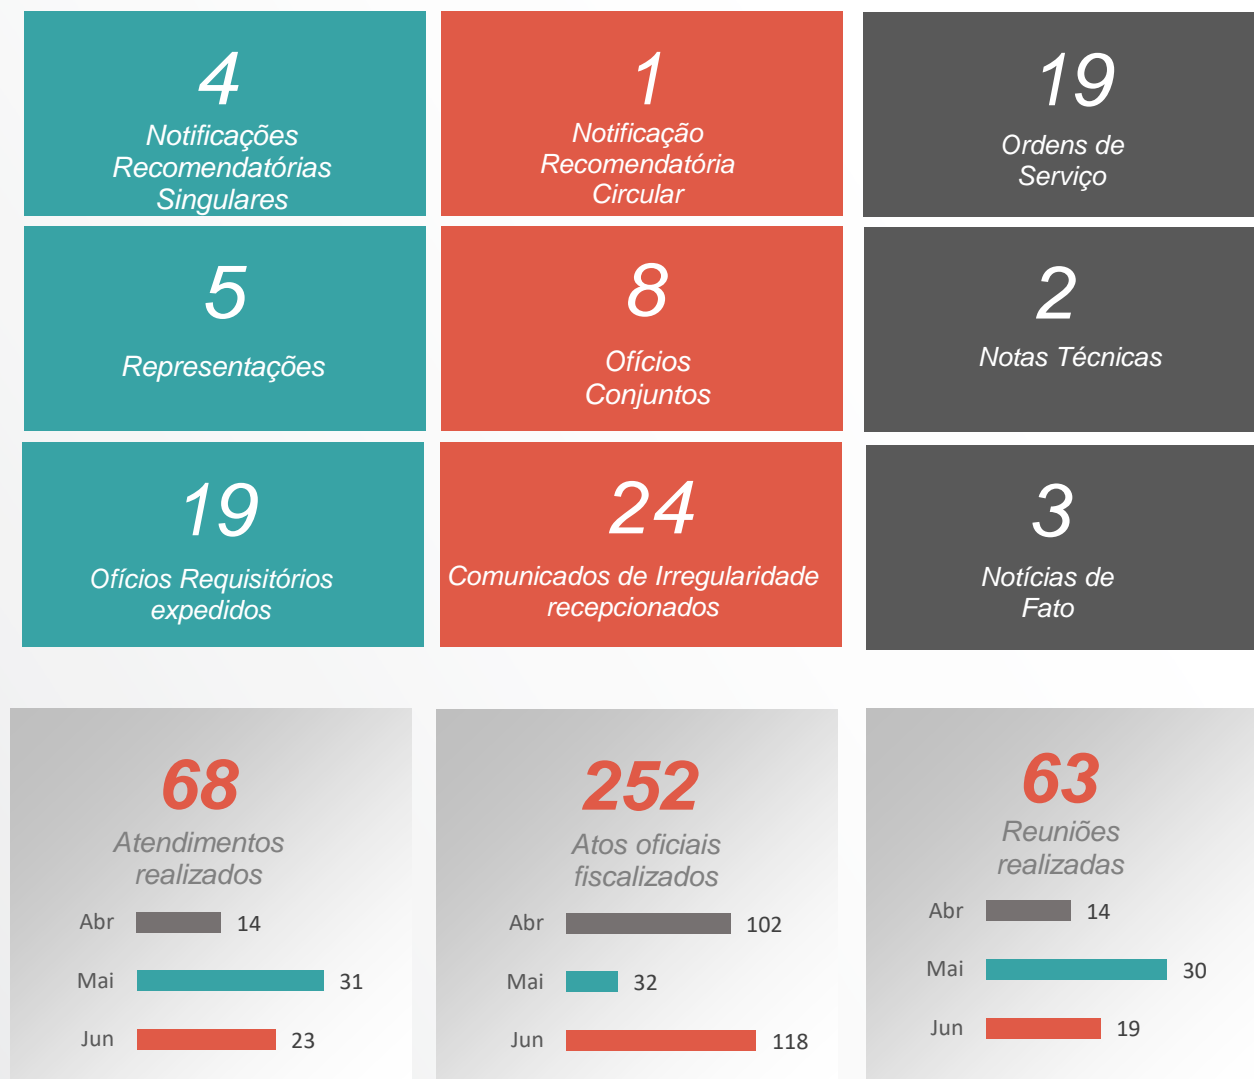 4
Notificações
Recomendatórias
Singulares
1
Notificação
Recomendatória
Circular
19
Ordens de
Serviço
5
Representações
8
Ofícios
Conjuntos
2
Notas Técnicas
19
Ofícios Requisitórios
expedidos
24
Comunicados de Irregularidade
recepcionados
3
Notícias de
Fato
68
Atendimentos
realizados
Abr 14
Mai 31
Jun 23
252
Atos oficiais
fiscalizados
Abr 102
Mai 32
Jun 118
63
Reuniões
realizadas
Abr 14
Mai 30
Jun 19